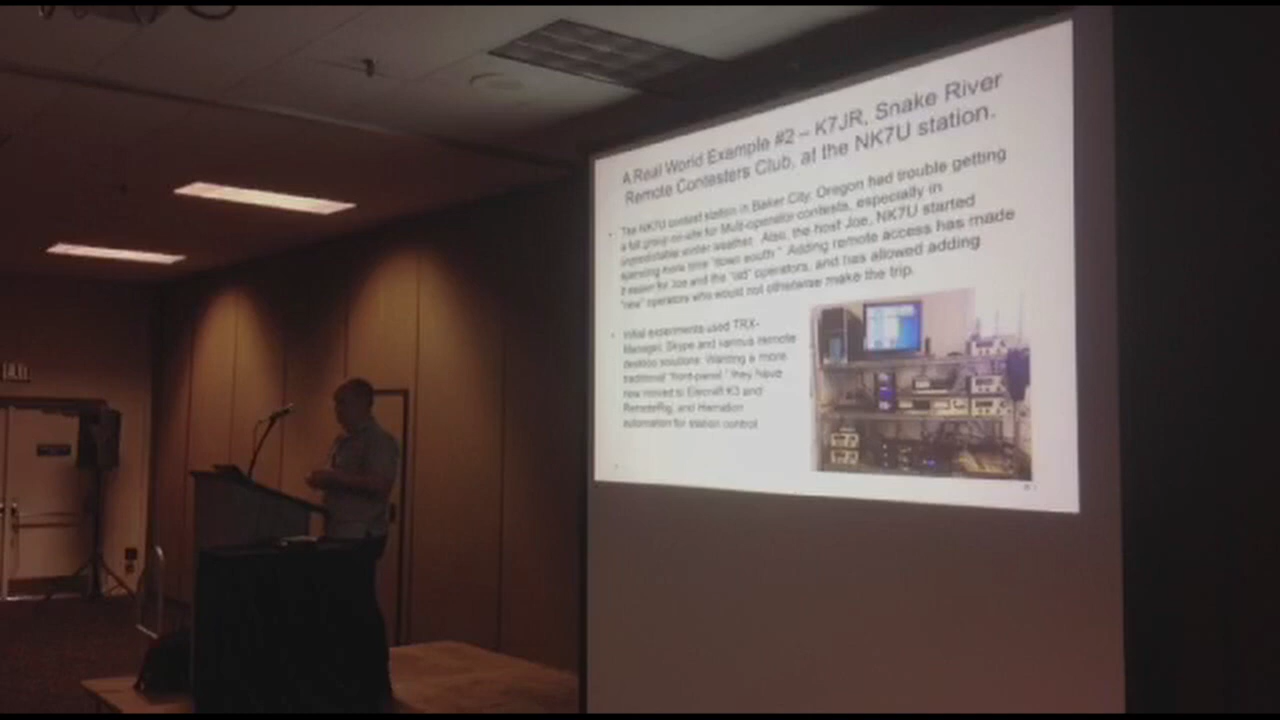 A Real World Example #2 – K7JR, Snake River
Remote Contesters Club, at the NK7U station.
The NK7U contest station in Baker City, Oregon had trouble getting
a full group on-site for Multi-operator contests, especially in
unpredictable winter weather. Also, the host Joe, NK7U started
spending more time "down south." Adding remote access has made
it easier for Joe and the "old" operators, and has allowed adding
"new" operators who would not otherwise make the trip.
Initial experiments used TRX-
Manager, Skype and various remote
desktop solutions. Wanting a more
traditional "front-panel," they have
now moved to Elecraft K3 and
RemoteRig, and Hamation
automation for station control
EXIT